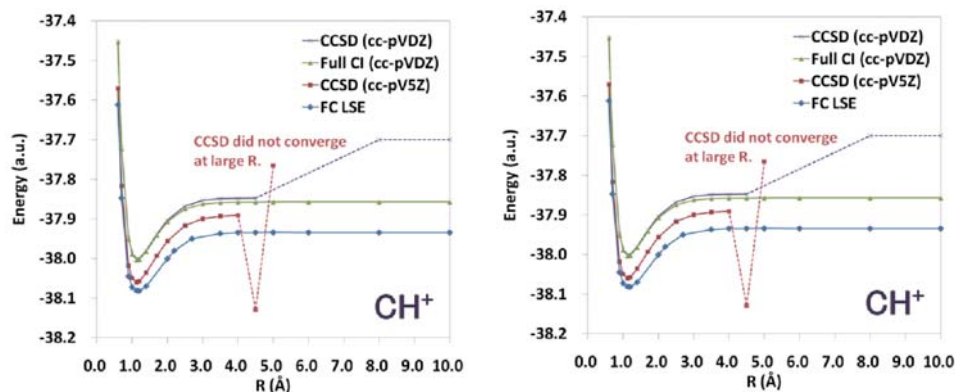 -37.4
-37.5
-37.6
-37.7
-37.8
-37.9
-38.0
-38.1
-38.2
Energy (a.u.)
CCSD (cc-pVDZ)
Full CI (cc-pVDZ)
CCSD (cc-pV5Z)
FC LSE
CCSD did not converge
at large R.
CH+
0.0 1.0 2.0 3.0 4.0 5.0 6.0 7.0 8.0 9.0 10.0
R (Å)
-37.4
-37.5
-37.6
-37.7
-37.8
-37.9
-38.0
-38.1
-38.2
Energy (a.u.)
CCSD (cc-pVDZ)
Full CI (cc-pVDZ)
CCSD (cc-pV5Z)
FC LSE
CCSD did not converge
at large R.
CH+
0.0 1.0 2.0 3.0 4.0 5.0 6.0 7.0 8.0 9.0 10.0
R (Å)